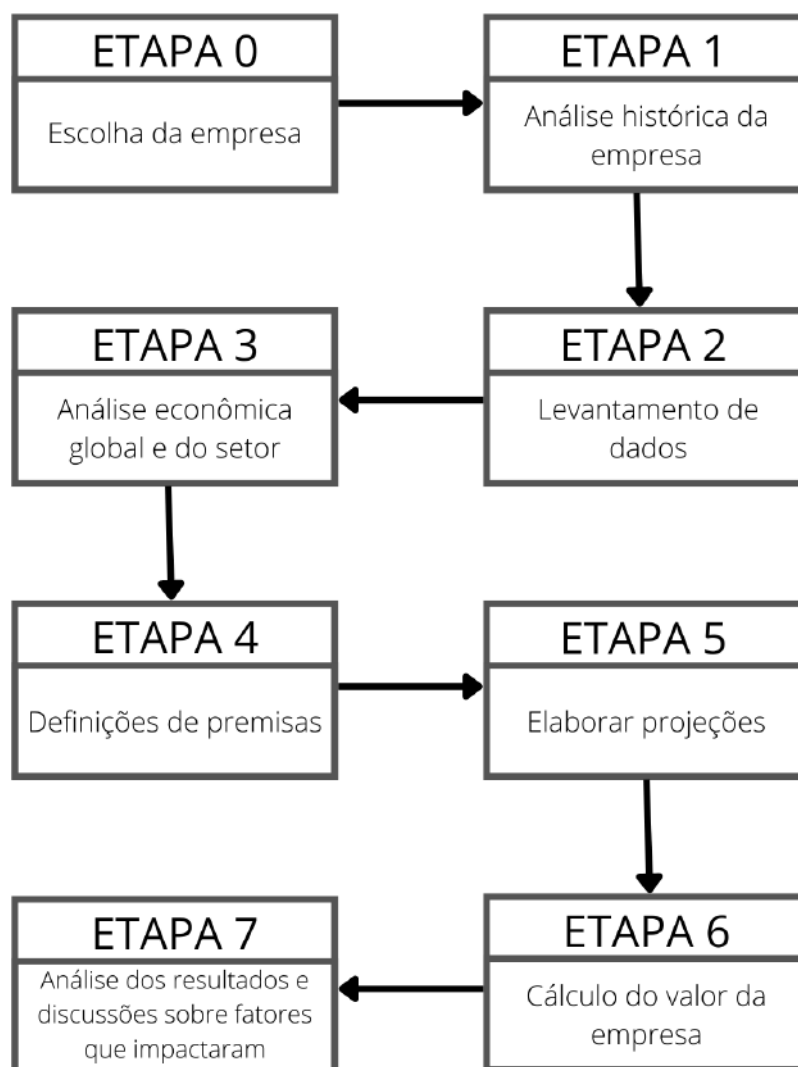 ETAPA 0
Escolha da empresa
ETAPA 1
Análise histórica da
empresa
ETAPA 2
Levantamento de
dados
ETAPA 3
Análise econômica
global e do setor
ETAPA 4
Definições de premisas
ETAPA 5
Elaborar projeções
ETAPA 6
Cálculo do valor da
empresa
ETAPA 7
Análise dos resultados e
discussões sobre fatores
que impactaram